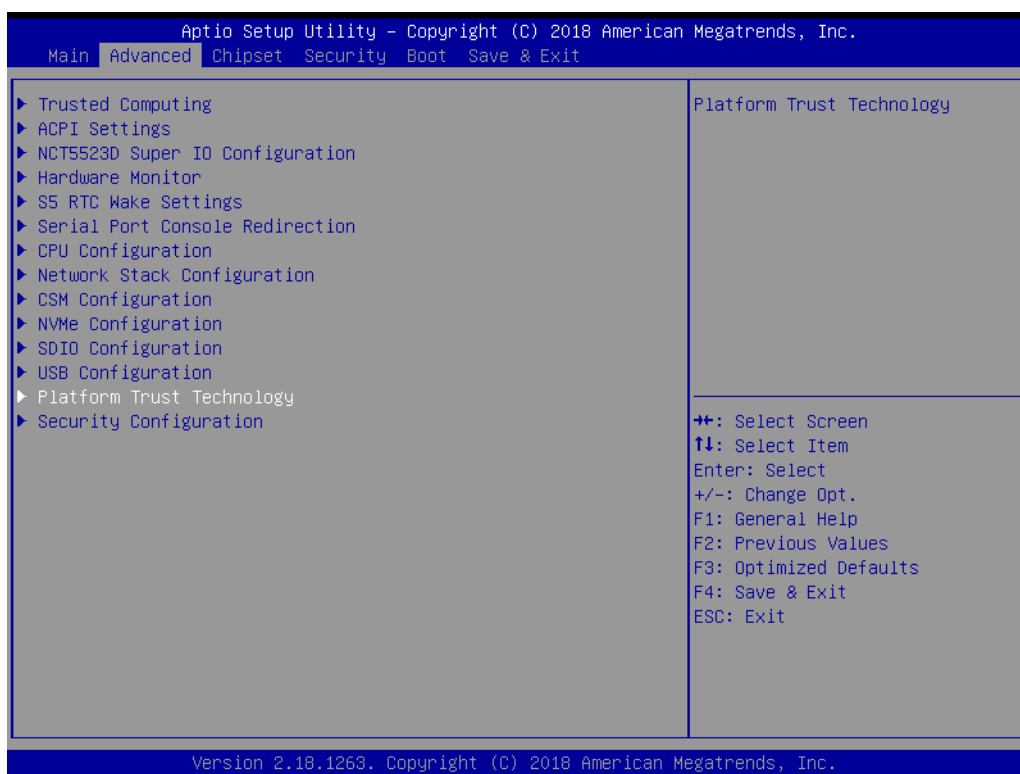 Aptio Setup Utility – Copyright (C) 2018 American Megatrends, Inc.
Main Advanced Chipset Security Boot Save & Exit
▶ Trusted Computing
▶ ACPI Settings
▶ NCT5523D Super IO Configuration
▶ Hardware Monitor
▶ S5 RTC Wake Settings
▶ Serial Port Console Redirection
▶ CPU Configuration
▶ Network Stack Configuration
▶ CSM Configuration
▶ NVMe Configuration
▶ SDIO Configuration
▶ USB Configuration
▶ Platform Trust Technology
▶ Security Configuration
Platform Trust Technology
→←: Select Screen
↑↓: Select Item
Enter: Select
+/-: Change Opt.
F1: General Help
F2: Previous Values
F3: Optimized Defaults
F4: Save & Exit
ESC: Exit
Version 2.18.1263. Copyright (C) 2018 American Megatrends, Inc.